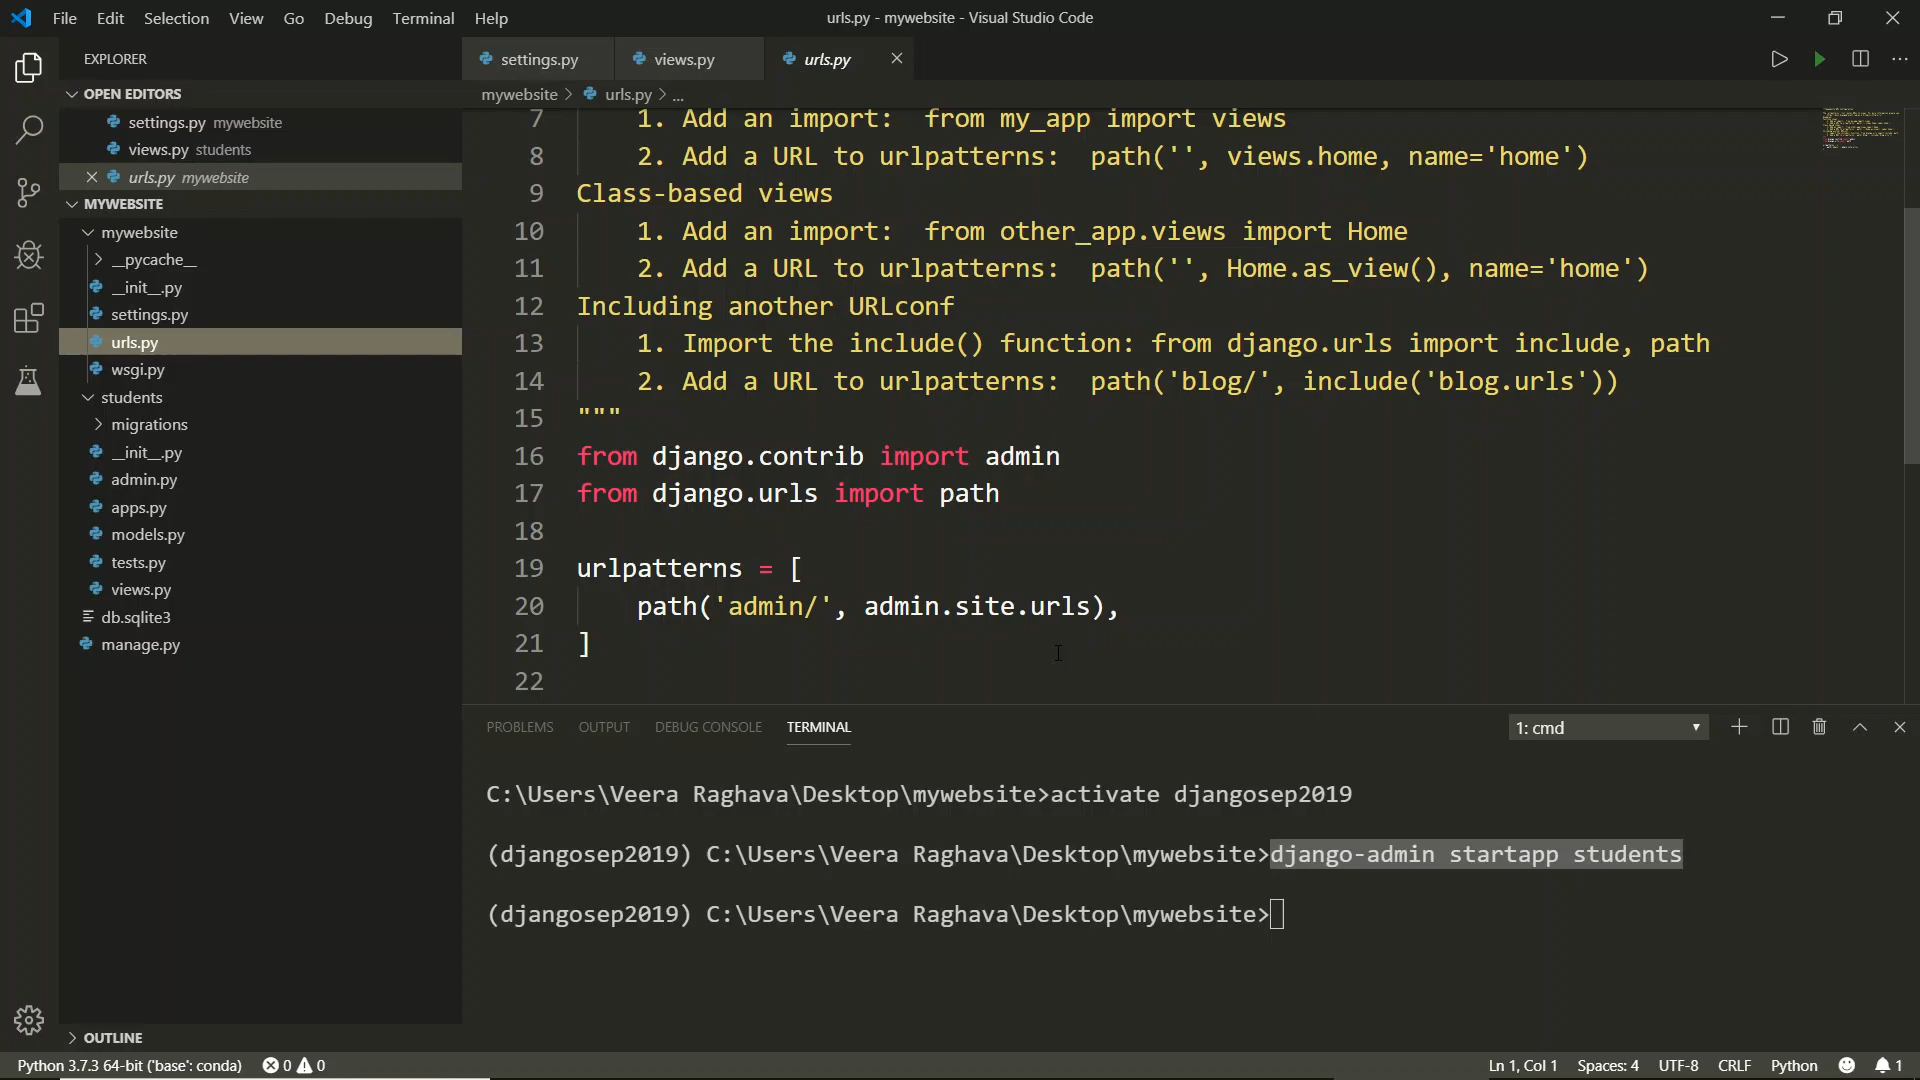 File Edit Selection View Go Debug Terminal Help
urls.py - mywebsite - Visual Studio Code
EXPLORER
OPEN EDITORS
settings.py mywebsite
views.py students
urls.py mywebsite
MYWEBSITE
mywebsite
__pycache__
__init__.py
settings.py
urls.py
wsgi.py
students
migrations
__init__.py
admin.py
apps.py
models.py
tests.py
views.py
db.sqlite3
manage.py
OUTLINE
settings.py views.py urls.py
mywebsite > urls.py > ...
7 1. Add an import:  from my_app import views
8 2. Add a URL to urlpatterns:  path('', views.home, name='home')
9 Class-based views
10 1. Add an import:  from other_app.views import Home
11 2. Add a URL to urlpatterns:  path('', Home.as_view(), name='home')
12 Including another URLconf
13 1. Import the include() function: from django.urls import include, path
14 2. Add a URL to urlpatterns:  path('blog/', include('blog.urls'))
15 """
16 from django.contrib import admin
17 from django.urls import path
18
19 urlpatterns = [
20 path('admin/', admin.site.urls),
21 ]
22
PROBLEMS OUTPUT DEBUG CONSOLE TERMINAL
1: cmd
C:\Users\Veera Raghava\Desktop\mywebsite>activate djangosep2019
(djangosep2019) C:\Users\Veera Raghava\Desktop\mywebsite>django-admin startapp students
(djangosep2019) C:\Users\Veera Raghava\Desktop\mywebsite>
Python 3.7.3 64-bit ('base': conda) 0 0
Ln 1, Col 1 Spaces: 4 UTF-8 CRLF Python 1